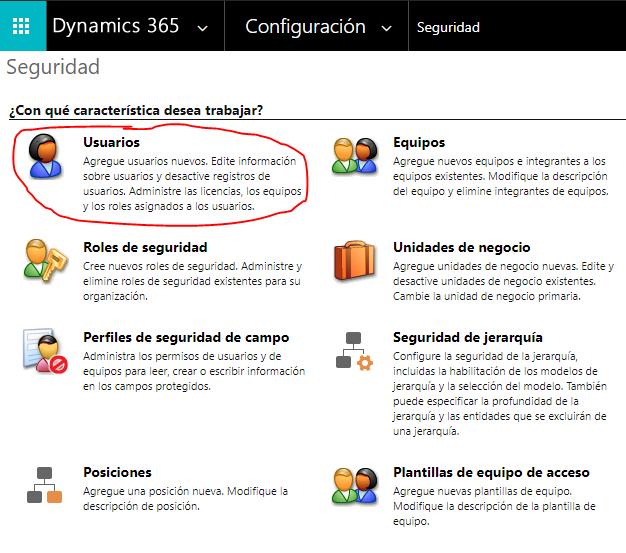 Dynamics 365
Configuración
Seguridad
Seguridad
¿Con qué característica desea trabajar?
Usuarios
Agregue usuarios nuevos. Edite información
sobre usuarios y desactive registros de
usuarios. Administre las licencias, los equipos
y los roles asignados a los usuarios.
Equipos
Agregue nuevos equipos e integrantes a los
equipos existentes. Modifique la descripción
del equipo y elimine integrantes de equipos.
Roles de seguridad
Cree nuevos roles de seguridad. Administre y
elimine roles de seguridad existentes para su
organización.
Unidades de negocio
Agregue unidades de negocio nuevas. Edite y
desactive unidades de negocio existentes.
Cambie la unidad de negocio primaria.
Perfiles de seguridad de campo
Administra los permisos de usuarios y de
equipos para leer, crear o escribir información
en los campos protegidos.
Seguridad de jerarquía
Configure la seguridad de la jerarquía,
incluidas la habilitación de los modelos de
jerarquía y la selección del modelo. También
puede especificar la profundidad de la
jerarquía y las entidades que se excluirán de
una jerarquía.
Posiciones
Agregue una posición nueva. Modifique la
descripción de posición.
Plantillas de equipo de acceso
Agregue nuevas plantillas de equipo.
Modifique la descripción de la plantilla de
equipo.